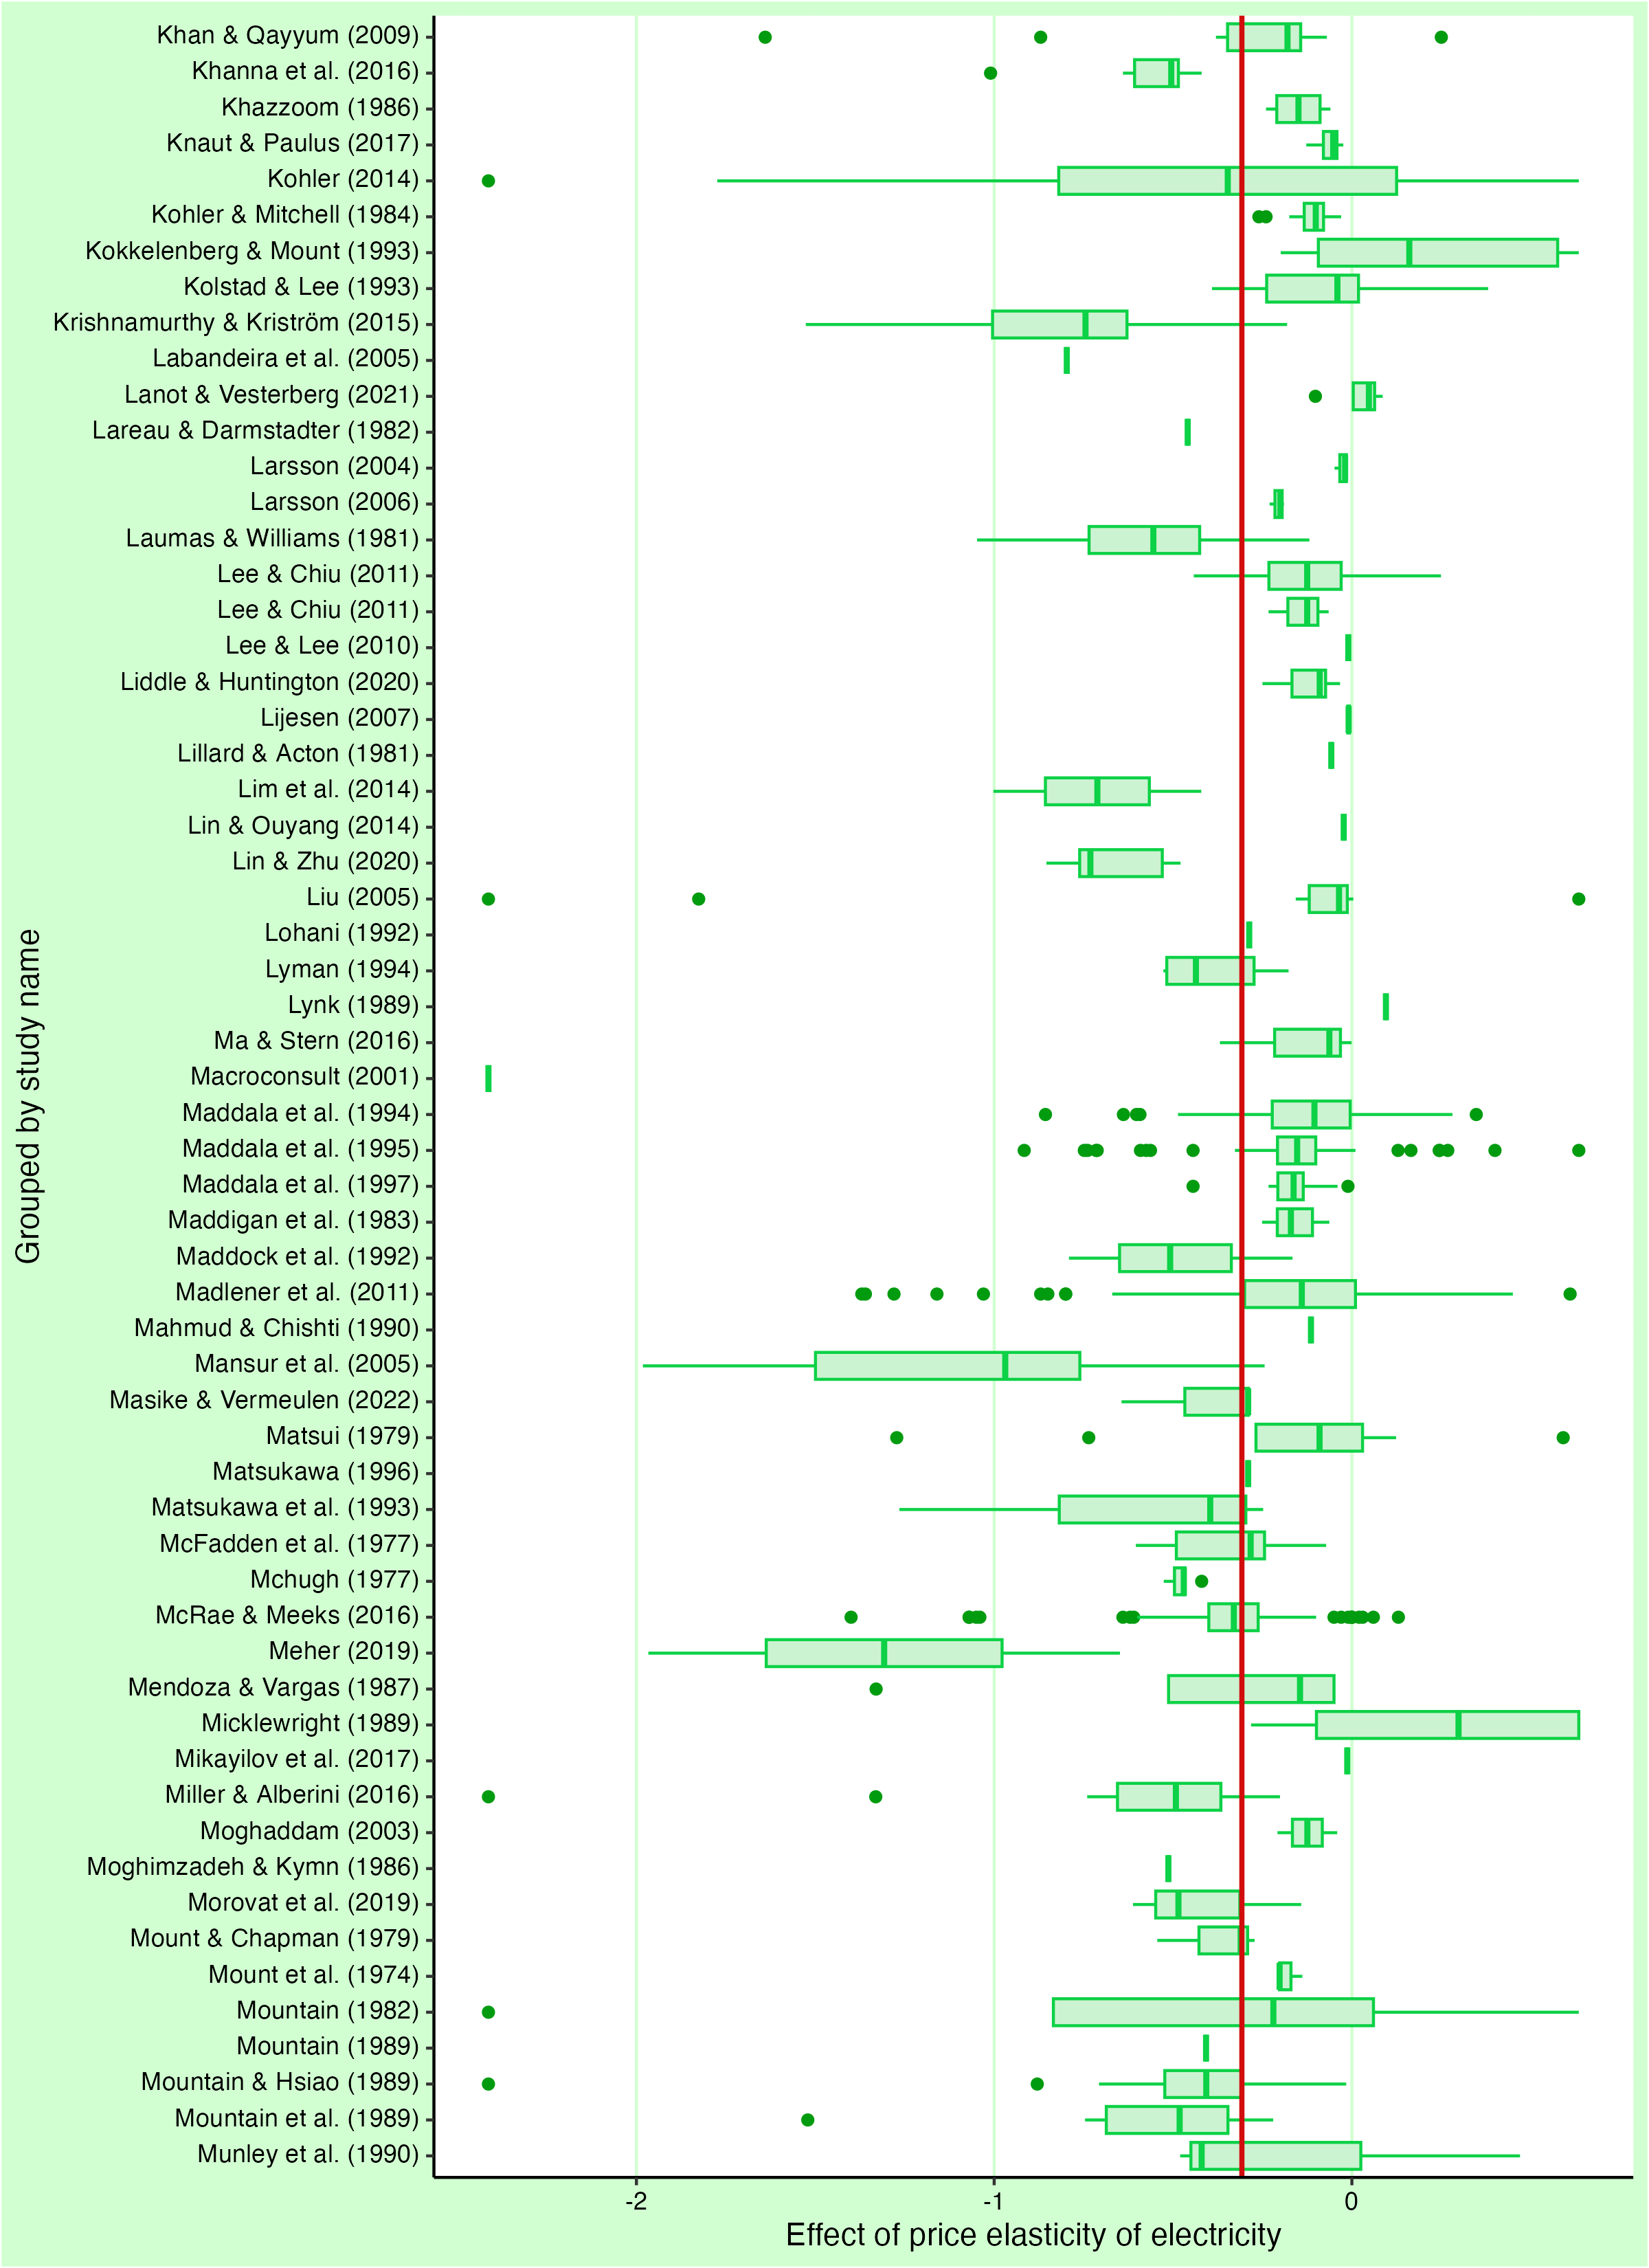 Khan & Qayyum (2009)
Khanna et al. (2016)
Khazzoom (1986)
Knaut & Paulus (2017)
Kohler (2014)
Kohler & Mitchell (1984)
Kokkelenberg & Mount (1993)
Kolstad & Lee (1993)
Krishnamurthy & Kriström (2015)
Labandeira et al. (2005)
Lanot & Vesterberg (2021)
Lareau & Darmstadter (1982)
Larsson (2004)
Larsson (2006)
Laumas & Williams (1981)
Lee & Chiu (2011)
Lee & Chiu (2011)
Lee & Lee (2010)
Liddle & Huntington (2020)
Lijesen (2007)
Lillard & Acton (1981)
Lim et al. (2014)
Lin & Ouyang (2014)
Lin & Zhu (2020)
Liu (2005)
Lohani (1992)
Lyman (1994)
Lynk (1989)
Ma & Stern (2016)
Macroconsult (2001)
Maddala et al. (1994)
Maddala et al. (1995)
Maddala et al. (1997)
Maddigan et al. (1983)
Maddock et al. (1992)
Madlener et al. (2011)
Mahmud & Chishti (1990)
Mansur et al. (2005)
Masike & Vermeulen (2022)
Matsui (1979)
Matsukawa (1996)
Matsukawa et al. (1993)
McFadden et al. (1977)
Mchugh (1977)
McRae & Meeks (2016)
Meher (2019)
Mendoza & Vargas (1987)
Micklewright (1989)
Mikayilov et al. (2017)
Miller & Alberini (2016)
Moghaddam (2003)
Moghimzadeh & Kymn (1986)
Morovat et al. (2019)
Mount & Chapman (1979)
Mount et al. (1974)
Mountain (1982)
Mountain (1989)
Mountain & Hsiao (1989)
Mountain et al. (1989)
Munley et al. (1990)
Grouped by study name
-2 -1 0
Effect of price elasticity of electricity